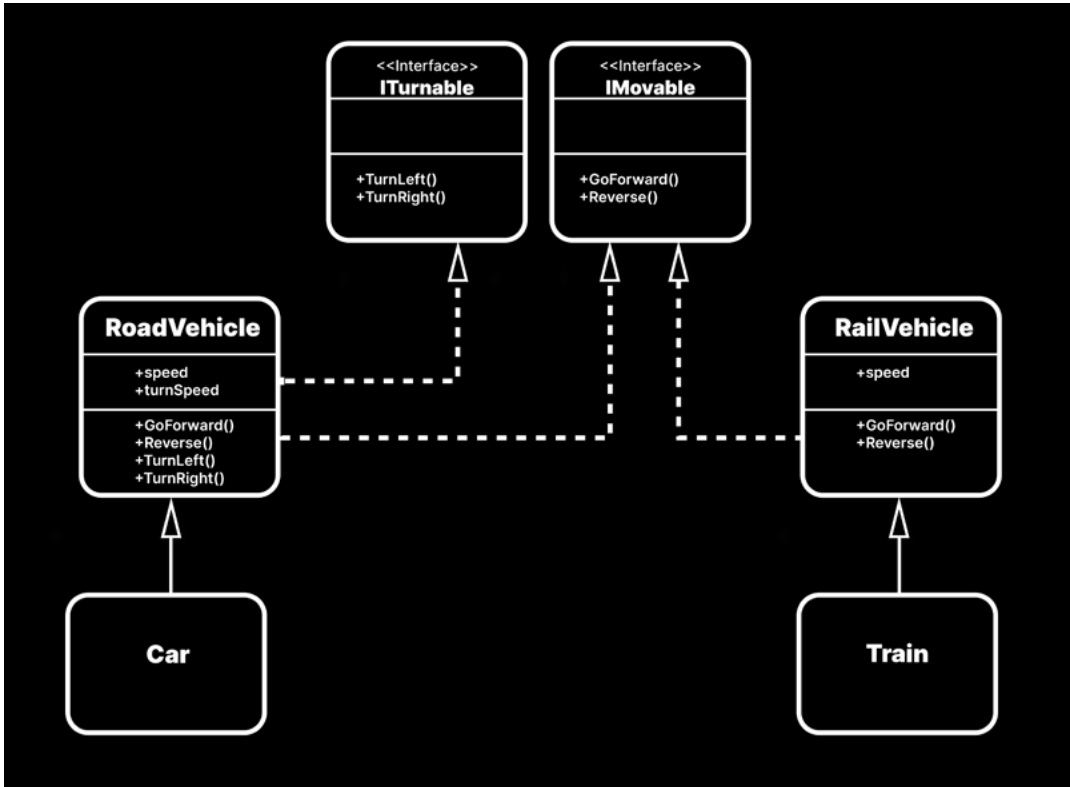 <<Interface>>
ITurnable
+TurnLeft()
+TurnRight()
<<Interface>>
IMovable
+GoForward()
+Reverse()
RoadVehicle
+speed
+turnSpeed
+GoForward()
+Reverse()
+TurnLeft()
+TurnRight()
RailVehicle
+speed
+GoForward()
+Reverse()
Car
Train